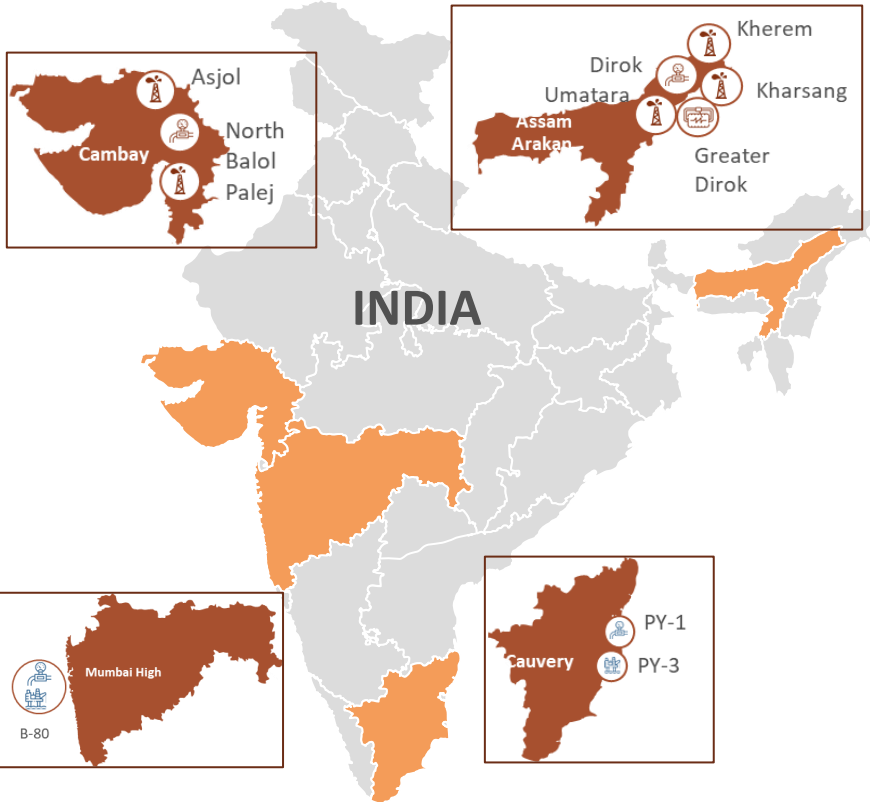 Asjol
North
Balol
Palej
Cambay
Kherem
Dirok
Umatara
Kharsang
Assam
Arakan
Greater
Dirok
INDIA
Mumbai High
B-80
PY-1
Cauvery
PY-3